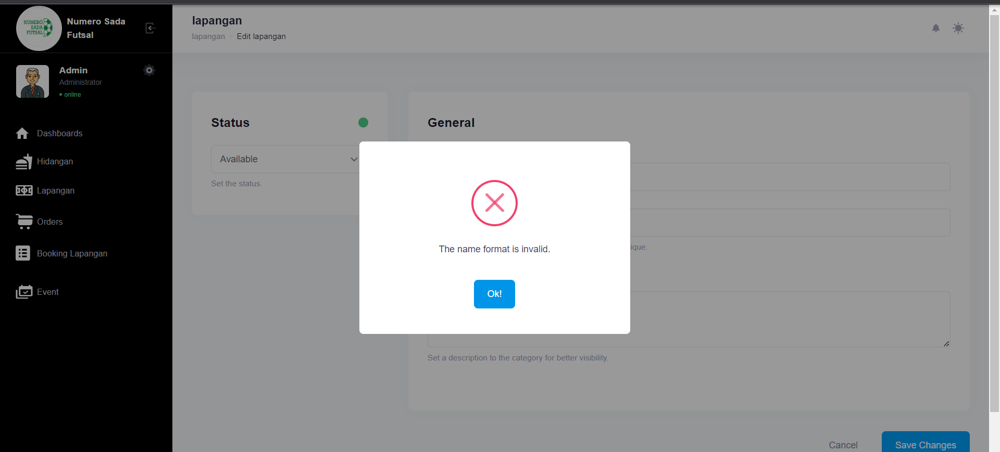 NUMERO
SADA
FUTSAL
Numero Sada
Futsal
Admin
Administrator
online
Dashboards
Hidangan
Lapangan
Orders
Booking Lapangan
Event
lapangan
lapangan - Edit lapangan
Status
Available
Set the status.
General
ique.
Set a description to the category for better visibility.
The name format is invalid.
Ok!
Cancel
Save Changes